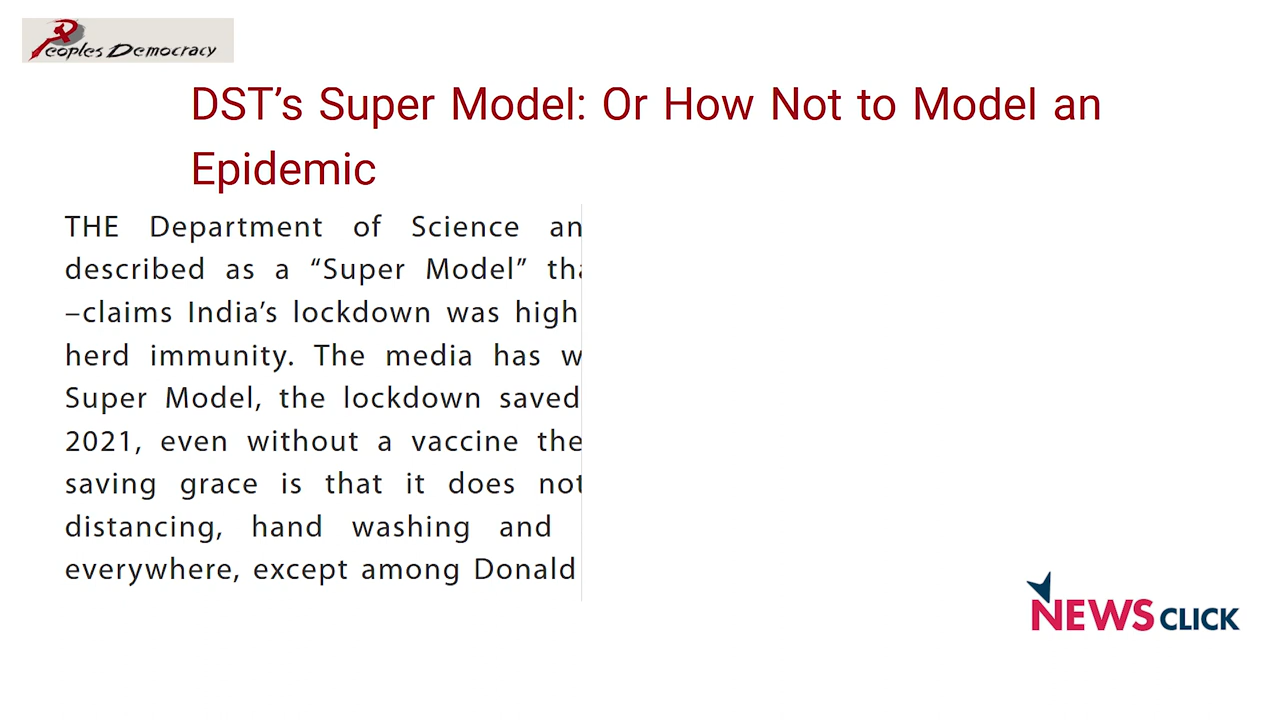 Peoples Democracy
DST’s Super Model: Or How Not to Model an
Epidemic
THE Department of Science an
described as a “Super Model” tha
–claims India’s lockdown was high
herd immunity. The media has w
Super Model, the lockdown saved
2021, even without a vaccine the
saving grace is that it does not
distancing, hand washing and
everywhere, except among Donald
NEWSCLICK